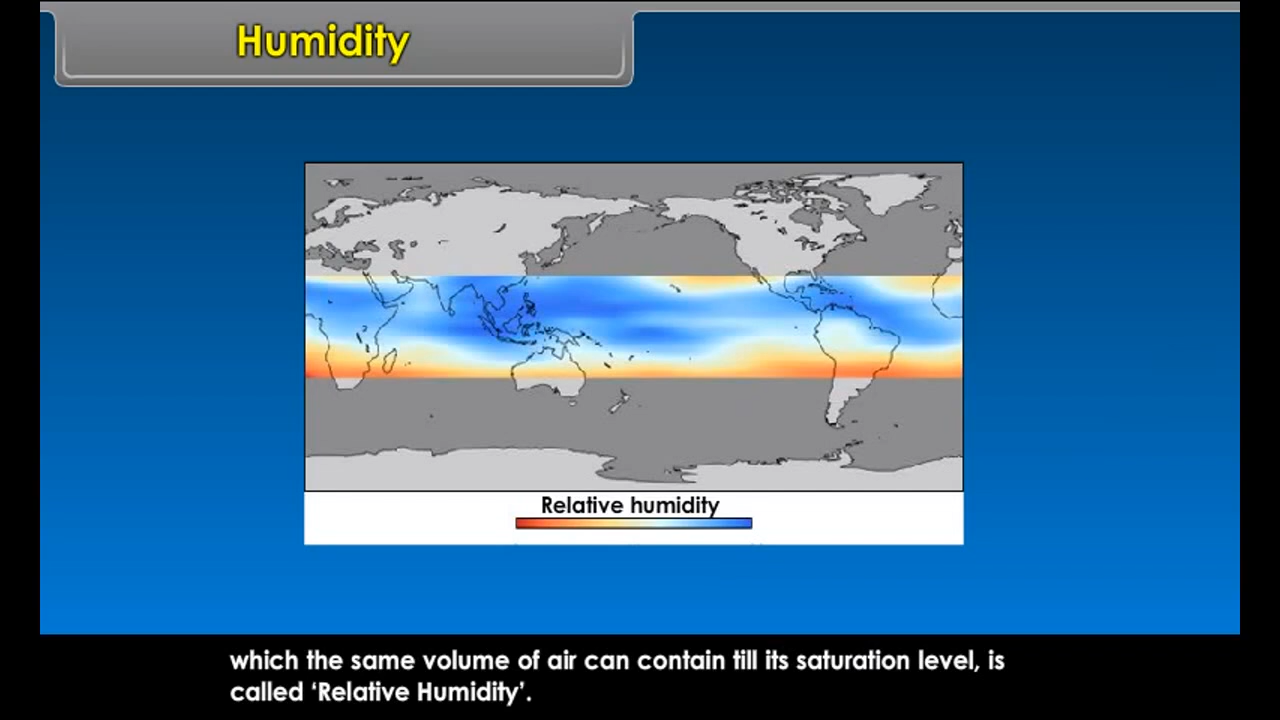 Humidity
Relative humidity
which the same volume of air can contain till its saturation level, is
called ‘Relative Humidity’.